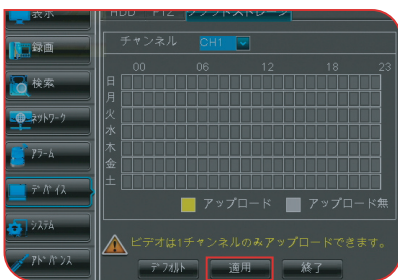 表示
HDD PTZ クラウドストレージ
録画
チャンネル CH1
00 06 12 18 23
検索
日
月
ネットワーク
火
水
アラーム
木
金
デバイス
土
アップロード アップロード無
システム
ビデオは1チャンネルのみアップロードできます。
アドバンス
デフォルト 適用 終了